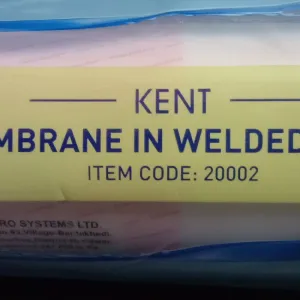 KENT
MBRANE IN WELDED
ITEM CODE: 20002
RO SYSTEMS LTD.